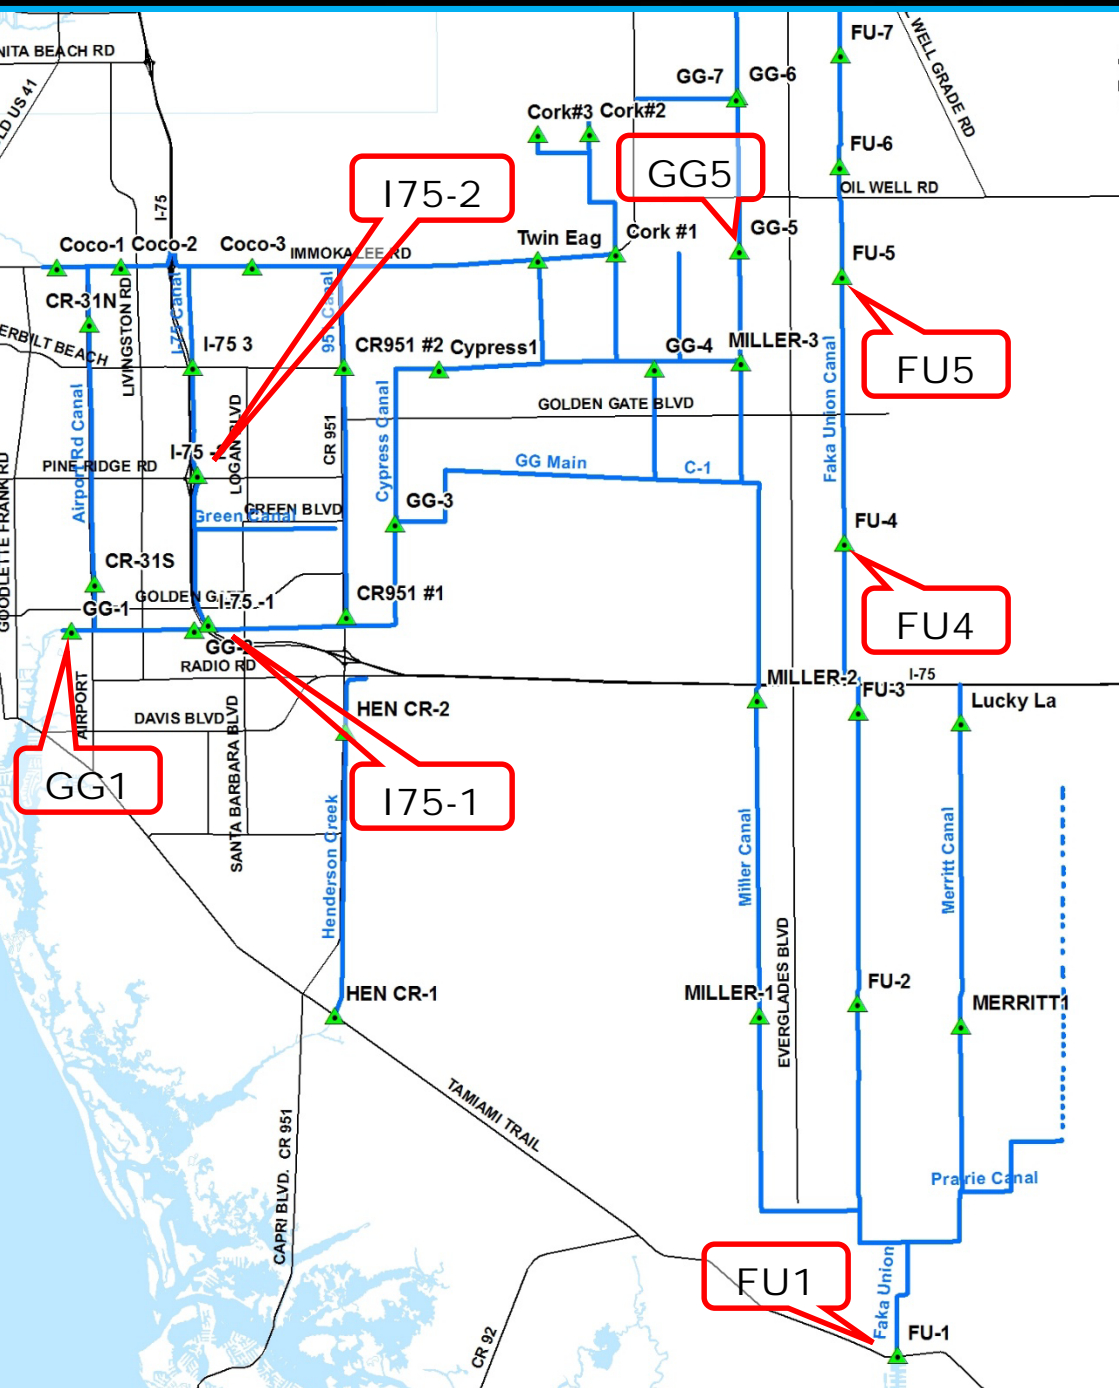 NITA BEACH RD
OLD US 41
I-75
WELL GRADE RD
FU-7
GG-7
GG-6
Cork#3
Cork#2
FU-6
OIL WELL RD
GG5
I75-2
Coco-1
Coco-2
Coco-3
IMMOKALEE RD
Twin Eag
Cork #1
GG-5
FU-5
CR-31N
ERBILT BEACH
LIVINGSTON RD
I-75 Canal
951 Canal
I-75 3
CR951 #2
Cypress1
GG-4
MILLER-3
FU5
Airport Rd Canal
LOGAN BLVD
CR 951
Cypress Canal
GOLDEN GATE BLVD
Faka Union Canal
PINE RIDGE RD
GG Main
C-1
GREEN BLVD
Green Canal
GG-3
FU-4
GOODLETTE FRANK RD
CR-31S
GG-1
GOLDEN
I-75 -1
CR951 #1
FU4
GG-2
RADIO RD
I-75
MILLER-2
FU-3
Lucky La
AIRPORT
DAVIS BLVD
SANTA BARBARA BLVD
HEN CR-2
GG1
I75-1
Henderson Creek
Miller Canal
Merritt Canal
EVERGLADES BLVD
HEN CR-1
MILLER-1
FU-2
MERRITT1
TAMIAMI TRAIL
CAPRI BLVD. CR 951
Prairie Canal
FU1
Faka Union
FU-1
CR 92